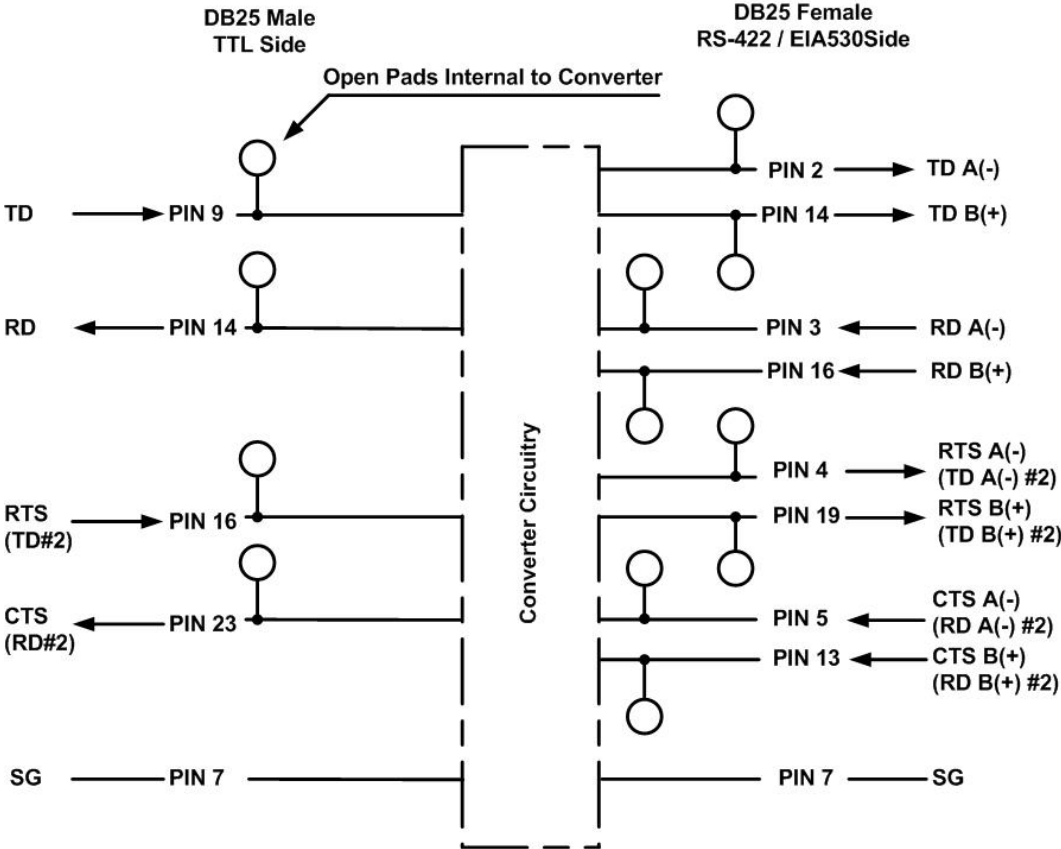 DB25 Male
TTL Side
DB25 Female
RS-422 / EIA530Side
Open Pads Internal to Converter
TD
PIN 9
PIN 2
TD A(-)
PIN 14
TD B(+)
RD
PIN 14
PIN 3
RD A(-)
PIN 16
RD B(+)
Converter Circuitry
RTS
(TD#2)
PIN 16
PIN 4
RTS A(-)
(TD A(-) #2)
PIN 19
RTS B(+)
(TD B(+) #2)
CTS
(RD#2)
PIN 23
PIN 5
CTS A(-)
(RD A(-) #2)
PIN 13
CTS B(+)
(RD B(+) #2)
SG
PIN 7
PIN 7
SG